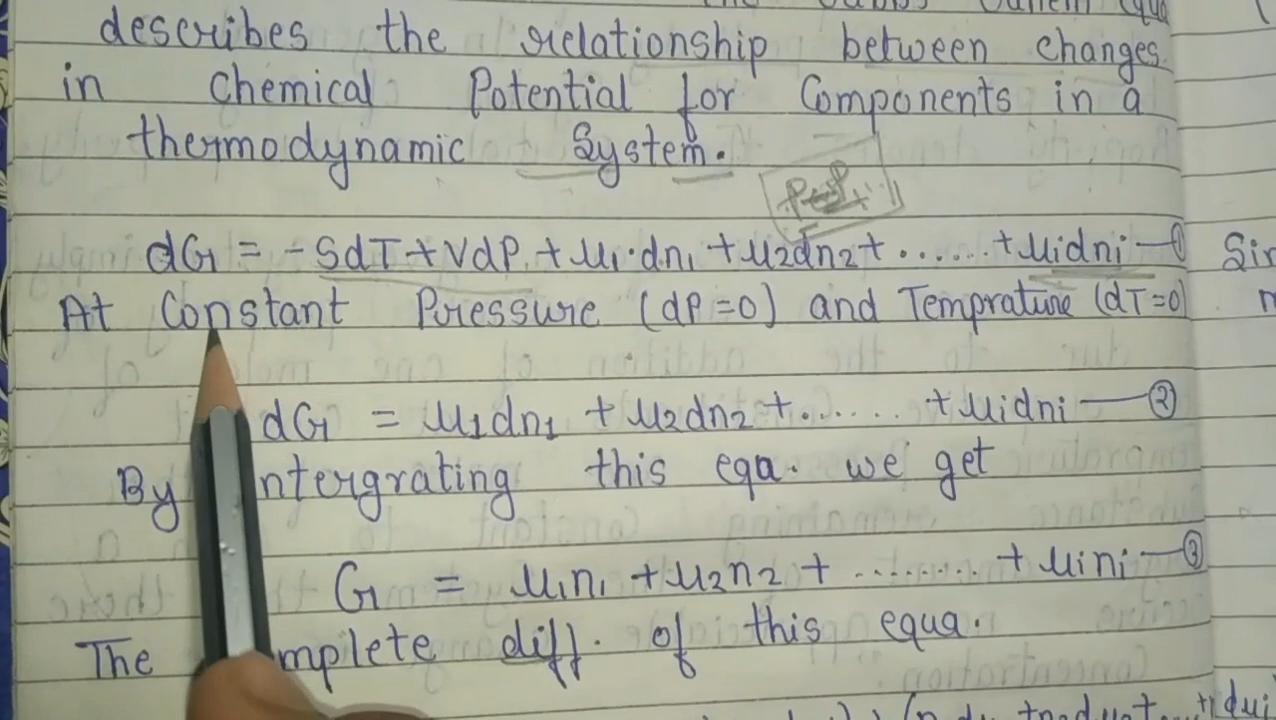 describes the relationship between changes
in Chemical Potential for Components in a
thermodynamic System.
dG = -SdT + VdP + μ1·dn1 + μ2dn2 + ....... + μidni —①
At Constant Pressure (dP=0) and Temprature (dT=0)
dG = μ1dn1 + μ2dn2 + ....... + μidni —②
By ntergrating this eqa. we get
G = μ1n1 + μ2n2 + ......... + μini —③
The mplete diff. of this equa.